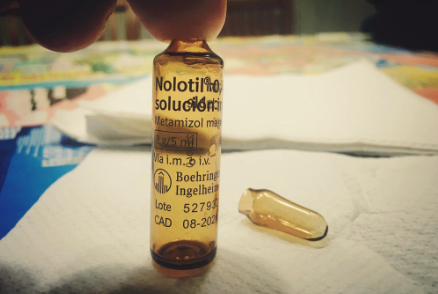 Nolotil®
solución
Metamizol
g/5 ml
Vía i.m. o i.v.
Boehringer
Ingelheim
Lote 52793
CAD 08-202